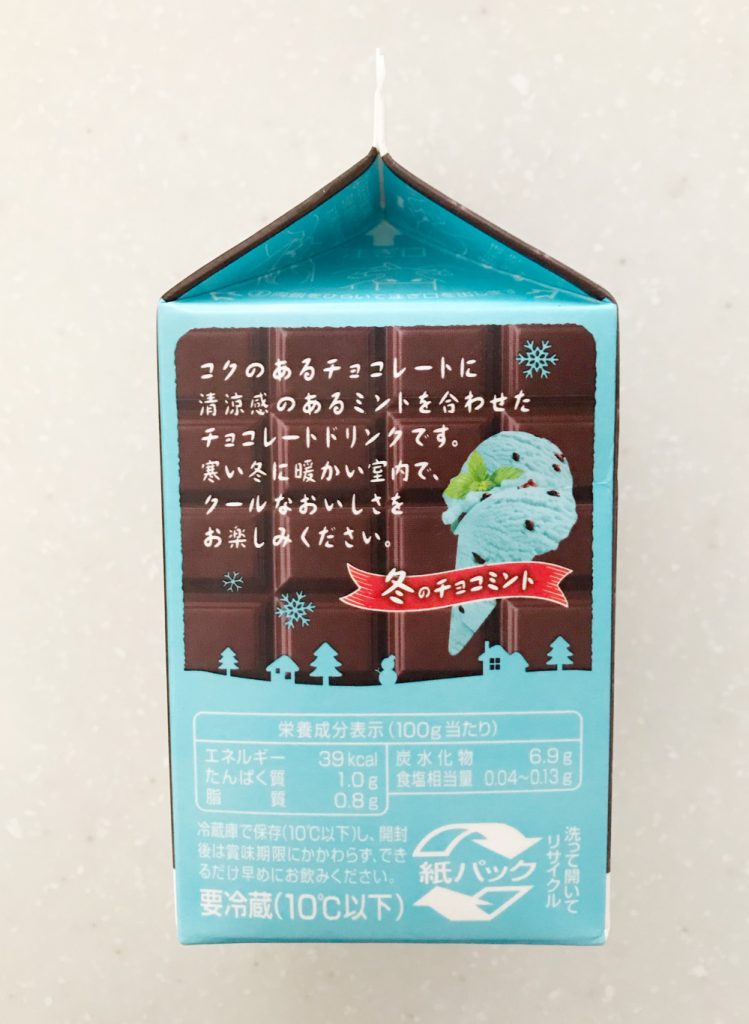 コクのあるチョコレートに
清涼感のあるミントを合わせた
チョコレートドリンクです。
寒い冬に暖かい室内で、
クールなおいしさを
お楽しみください。
冬のチョコミント
栄養成分表示(100g当たり)
エネルギー 39kcal
たんぱく質 1.0g
脂質 0.8g
炭水化物 6.9g
食塩相当量 0.04~0.13g
冷蔵庫で保存(10℃以下)し、開封
後は賞味期限にかかわらず、でき
るだけ早めにお飲みください。
要冷蔵(10℃以下)
紙パック
洗って開いて
リサイクル